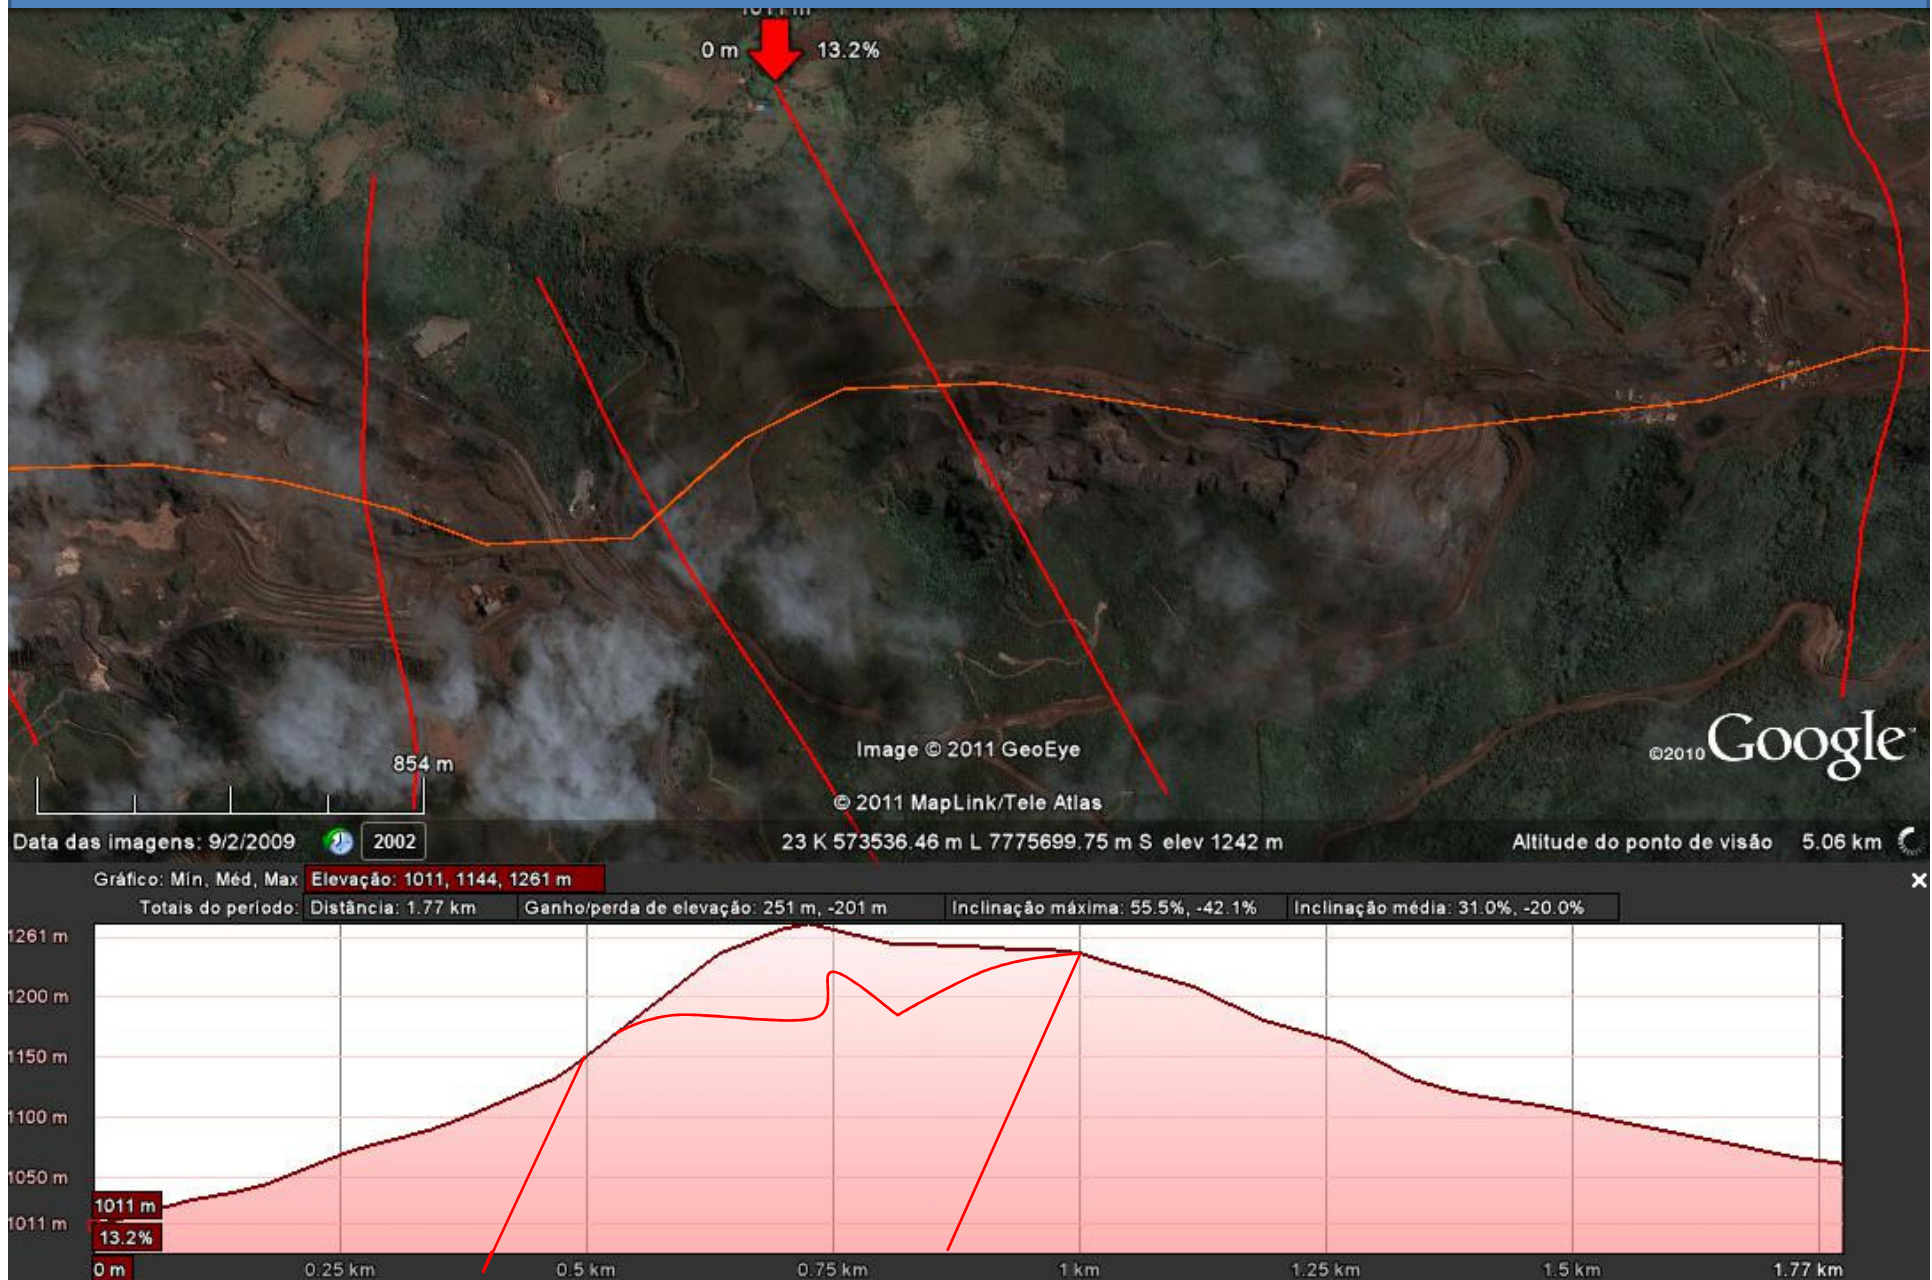 0 m 13.2%
854 m
Image © 2011 GeoEye
©2010 Google
© 2011 MapLink/Tele Atlas
Data das imagens: 9/2/2009 2002 23 K 573536.46 m L 7775699.75 m S elev 1242 m Altitude do ponto de visão 5.06 km
Gráfico: Mín, Méd, Max Elevação: 1011, 1144, 1261 m
Totais do período: Distância: 1.77 km Ganho/perda de elevação: 251 m, -201 m Inclinação máxima: 55.5%, -42.1% Inclinação média: 31.0%, -20.0%
1261 m
1200 m
1150 m
1100 m
1050 m
1011 m
1011 m
13.2%
0 m 0.25 km 0.5 km 0.75 km 1 km 1.25 km 1.5 km 1.77 km